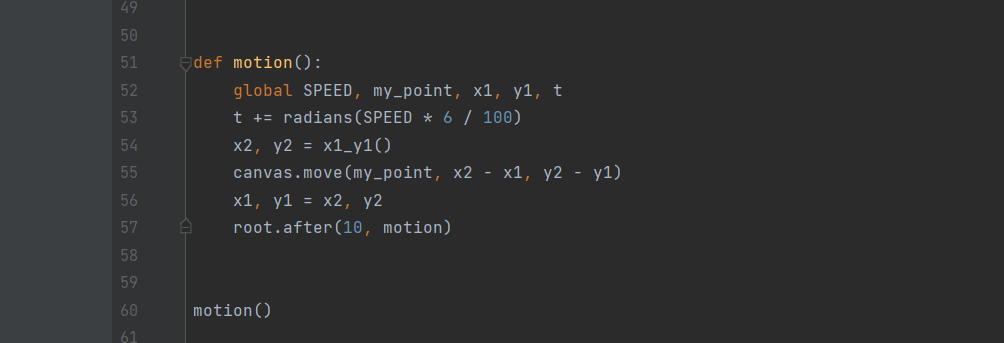 49
50
51 def motion():
52 global SPEED, my_point, x1, y1, t
53 t += radians(SPEED * 6 / 100)
54 x2, y2 = x1_y1()
55 canvas.move(my_point, x2 - x1, y2 - y1)
56 x1, y1 = x2, y2
57 root.after(10, motion)
58
59
60 motion()
61